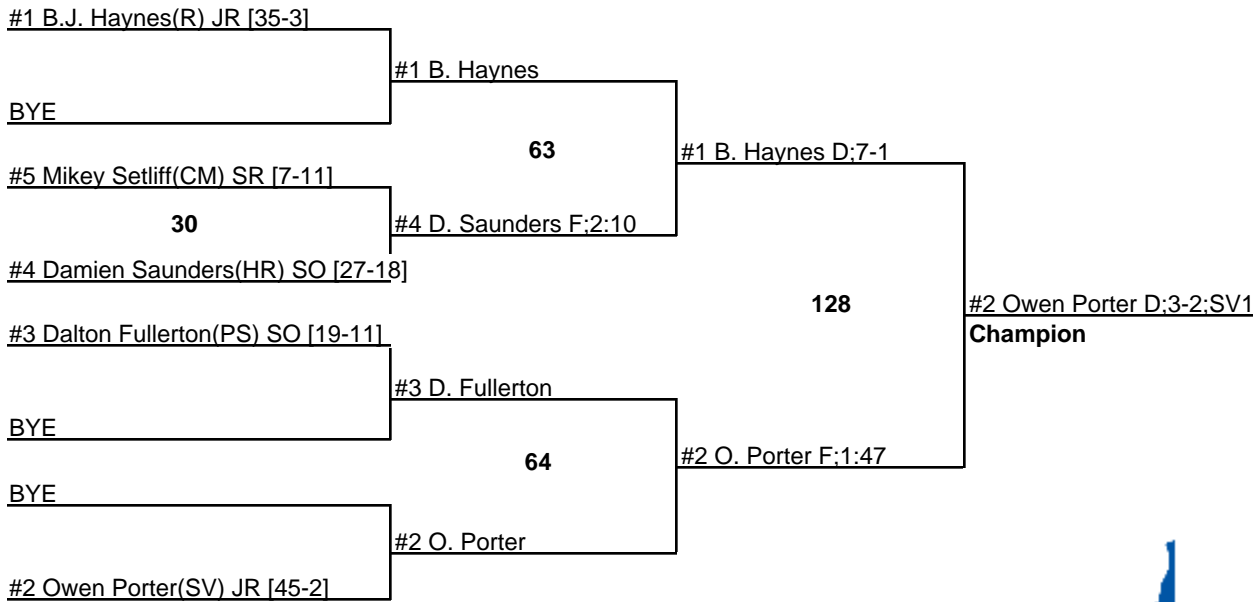 #1 B.J. Haynes(R) JR [35-3]
#1 B. Haynes
BYE
63
#1 B. Haynes D;7-1
#5 Mikey Setliff(CM) SR [7-11]
30
#4 D. Saunders F;2:10
#4 Damien Saunders(HR) SO [27-18]
128
#2 Owen Porter D;3-2;SV1
Champion
#3 Dalton Fullerton(PS) SO [19-11]
#3 D. Fullerton
BYE
64
#2 O. Porter F;1:47
BYE
#2 O. Porter
#2 Owen Porter(SV) JR [45-2]